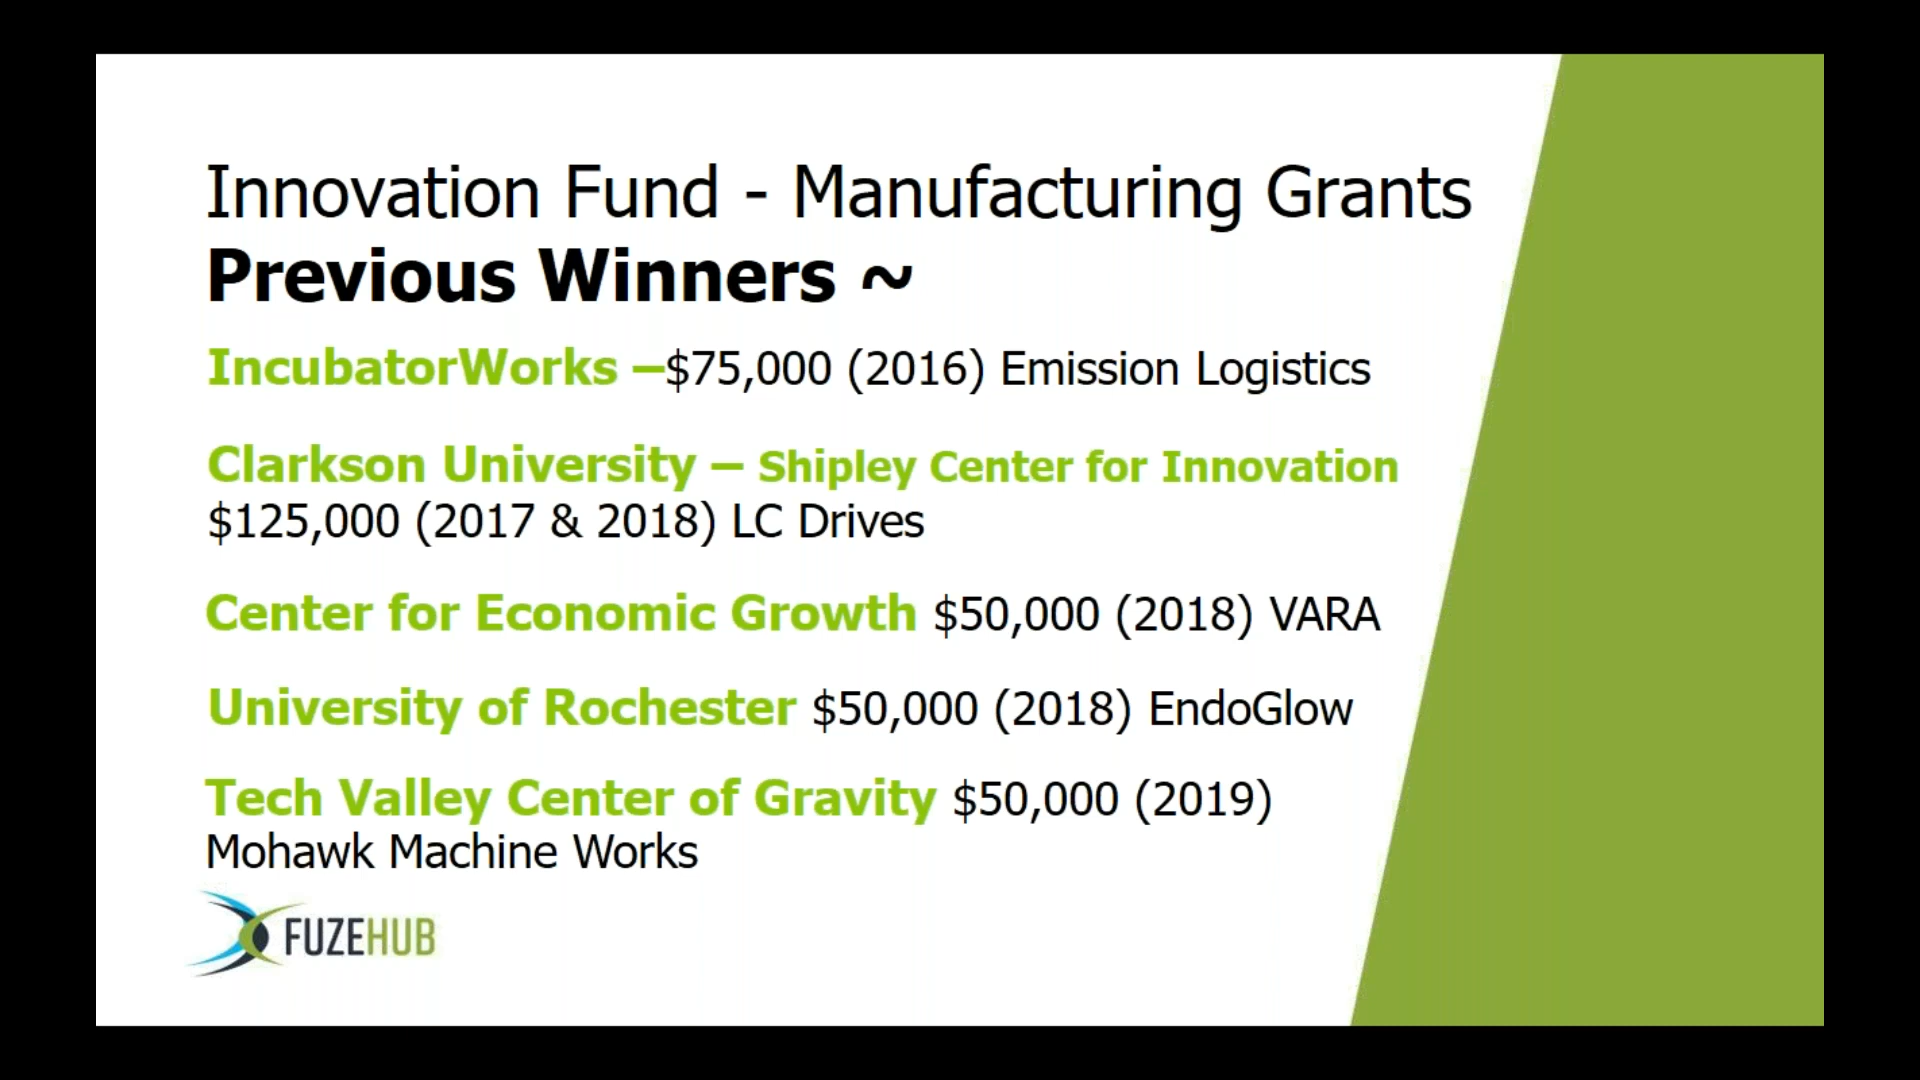 Innovation Fund - Manufacturing Grants
Previous Winners ~
IncubatorWorks –$75,000 (2016) Emission Logistics
Clarkson University – Shipley Center for Innovation
$125,000 (2017 & 2018) LC Drives
Center for Economic Growth $50,000 (2018) VARA
University of Rochester $50,000 (2018) EndoGlow
Tech Valley Center of Gravity $50,000 (2019)
Mohawk Machine Works
FUZEHUB